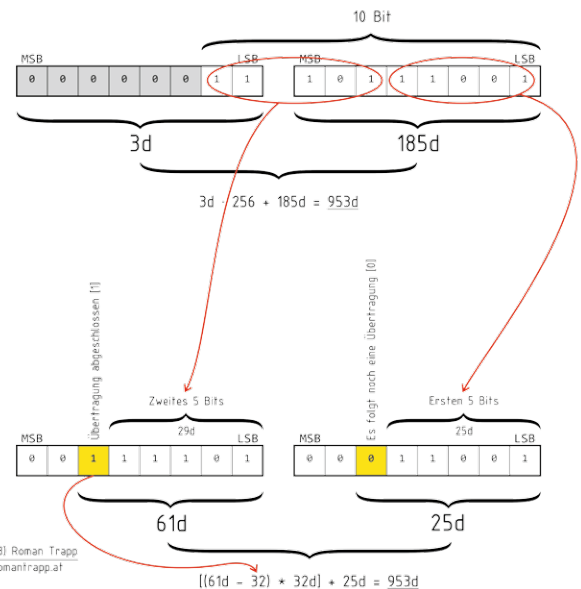 10 Bit
MSB LSB MSB LSB
0 0 0 0 0 0 1 1 1 0 1 1 1 0 0 1
3d 185d
3d · 256 + 185d = 953d
Übertragung abgeschlossen [1]
Es folgt noch eine Übertragung [0]
Zweites 5 Bits Ersten 5 Bits
29d 25d
MSB LSB MSB LSB
0 0 1 1 1 1 0 1 0 0 0 1 1 0 0 1
61d 25d
Roman Trapp
omantrapp.at
[(61d - 32) * 32d] + 25d = 953d